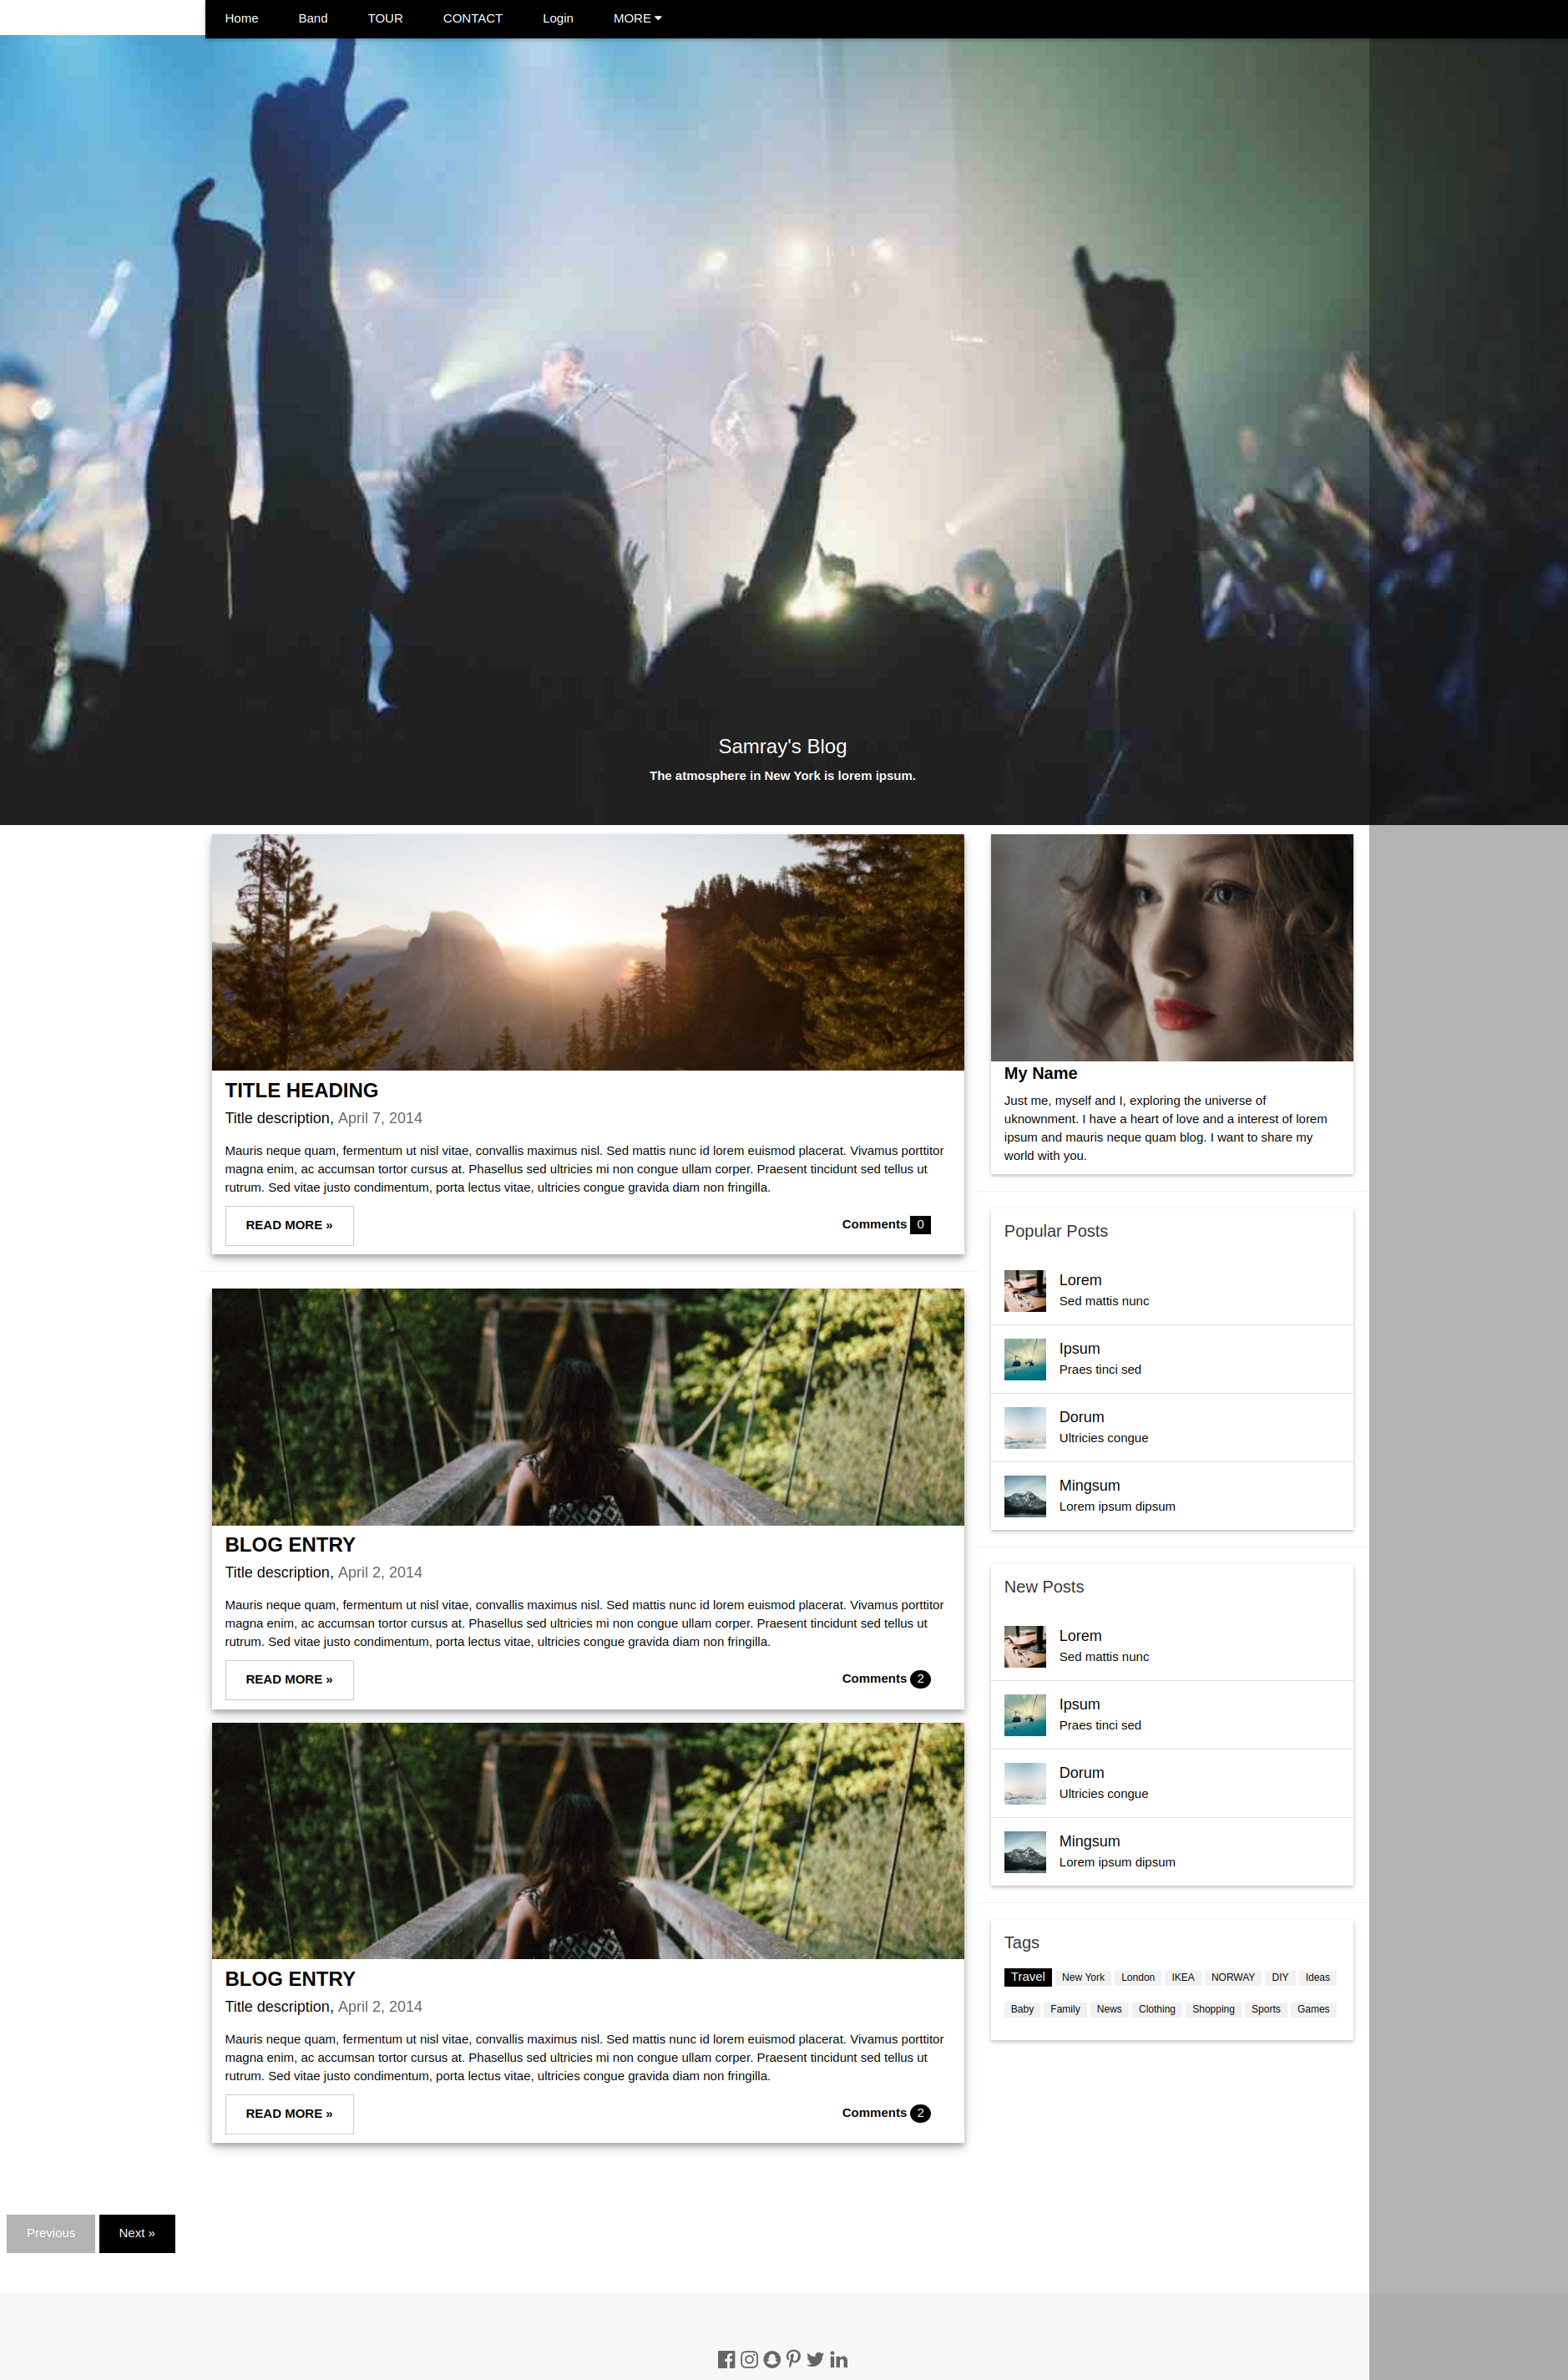 Home Band TOUR CONTACT Login MORE
Samray's Blog
The atmosphere in New York is lorem ipsum.
TITLE HEADING
Title description, April 7, 2014
Mauris neque quam, fermentum ut nisl vitae, convallis maximus nisl. Sed mattis nunc id lorem euismod placerat. Vivamus porttitor
magna enim, ac accumsan tortor cursus at. Phasellus sed ultricies mi non congue ullam corper. Praesent tincidunt sed tellus ut
rutrum. Sed vitae justo condimentum, porta lectus vitae, ultricies congue gravida diam non fringilla.
READ MORE » Comments 0
BLOG ENTRY
Title description, April 2, 2014
Mauris neque quam, fermentum ut nisl vitae, convallis maximus nisl. Sed mattis nunc id lorem euismod placerat. Vivamus porttitor
magna enim, ac accumsan tortor cursus at. Phasellus sed ultricies mi non congue ullam corper. Praesent tincidunt sed tellus ut
rutrum. Sed vitae justo condimentum, porta lectus vitae, ultricies congue gravida diam non fringilla.
READ MORE » Comments 2
BLOG ENTRY
Title description, April 2, 2014
Mauris neque quam, fermentum ut nisl vitae, convallis maximus nisl. Sed mattis nunc id lorem euismod placerat. Vivamus porttitor
magna enim, ac accumsan tortor cursus at. Phasellus sed ultricies mi non congue ullam corper. Praesent tincidunt sed tellus ut
rutrum. Sed vitae justo condimentum, porta lectus vitae, ultricies congue gravida diam non fringilla.
READ MORE » Comments 2
My Name
Just me, myself and I, exploring the universe of
uknownment. I have a heart of love and a interest of lorem
ipsum and mauris neque quam blog. I want to share my
world with you.
Popular Posts
Lorem
Sed mattis nunc
Ipsum
Praes tinci sed
Dorum
Ultricies congue
Mingsum
Lorem ipsum dipsum
New Posts
Lorem
Sed mattis nunc
Ipsum
Praes tinci sed
Dorum
Ultricies congue
Mingsum
Lorem ipsum dipsum
Tags
Travel New York London IKEA NORWAY DIY Ideas
Baby Family News Clothing Shopping Sports Games
Previous Next »